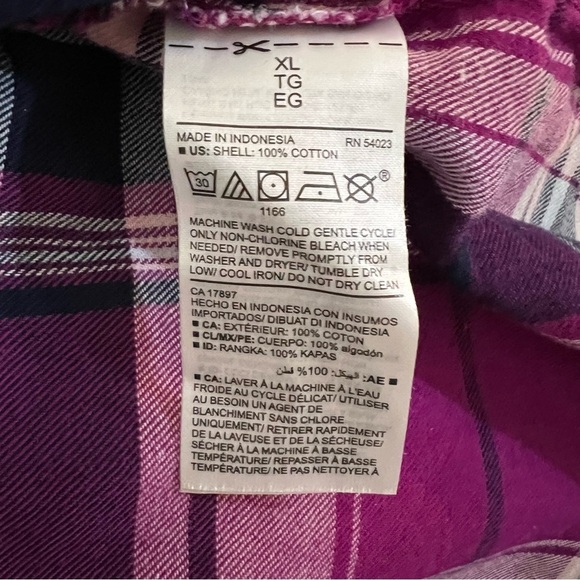 XL
TG
EG
MADE IN INDONESIA RN 54023
■ US: SHELL: 100% COTTON
30 ®
1166
MACHINE WASH COLD GENTLE CYCLE/
ONLY NON-CHLORINE BLEACH WHEN
NEEDED/ REMOVE PROMPTLY FROM
WASHER AND DRYER/ TUMBLE DRY
LOW/ COOL IRON/ DO NOT DRY CLEAN
CA 17897
HECHO EN INDONESIA CON INSUMOS
IMPORTADOS/ DIBUAT DI INDONESIA
■ CA: EXTÉRIEUR: 100% COTON
■ CL/MX/PE: CUERPO: 100% algodón
■ ID: RANGKA: 100% KAPAS
■ AE: الهيكل: 100% قطن
■ CA: LAVER À LA MACHINE À L'EAU
FROIDE AU CYCLE DÉLICAT/ UTILISER
AU BESOIN UN AGENT DE
BLANCHIMENT SANS CHLORE
UNIQUEMENT/ RETIRER RAPIDEMENT
DE LA LAVEUSE ET DE LA SÉCHEUSE/
SÉCHER À LA MACHINE À BASSE
TEMPÉRATURE/ REPASSER À BASSE
TEMPÉRATURE/ NE PAS NETTOYER À